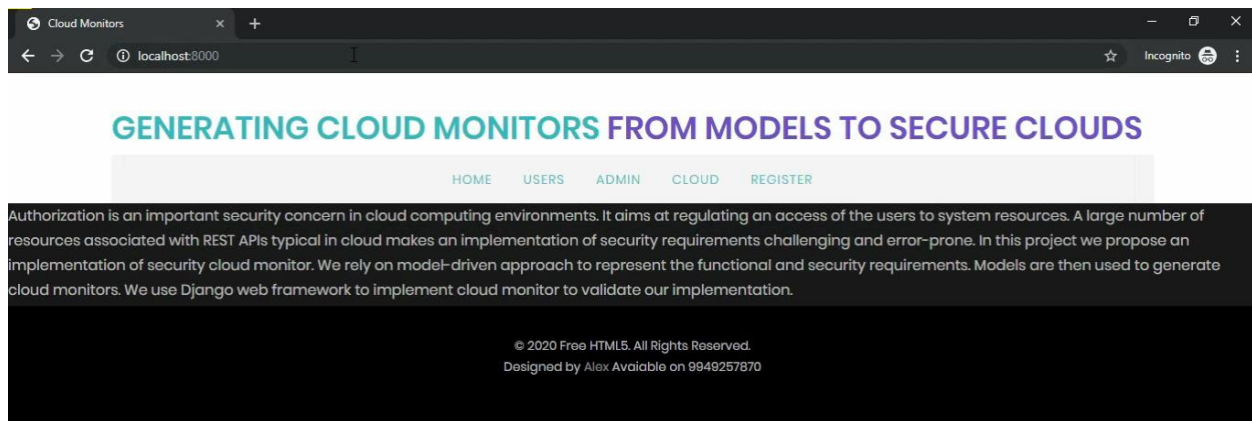 Cloud Monitors
localhost:8000
Incognito
GENERATING CLOUD MONITORS FROM MODELS TO SECURE CLOUDS
HOME USERS ADMIN CLOUD REGISTER
Authorization is an important security concern in cloud computing environments. It aims at regulating an access of the users to system resources. A large number of
resources associated with REST APIs typical in cloud makes an implementation of security requirements challenging and error-prone. In this project we propose an
implementation of security cloud monitor. We rely on model-driven approach to represent the functional and security requirements. Models are then used to generate
cloud monitors. We use Django web framework to implement cloud monitor to validate our implementation.
© 2020 Free HTML5. All Rights Reserved.
Designed by Alex Avaiable on 9949257870